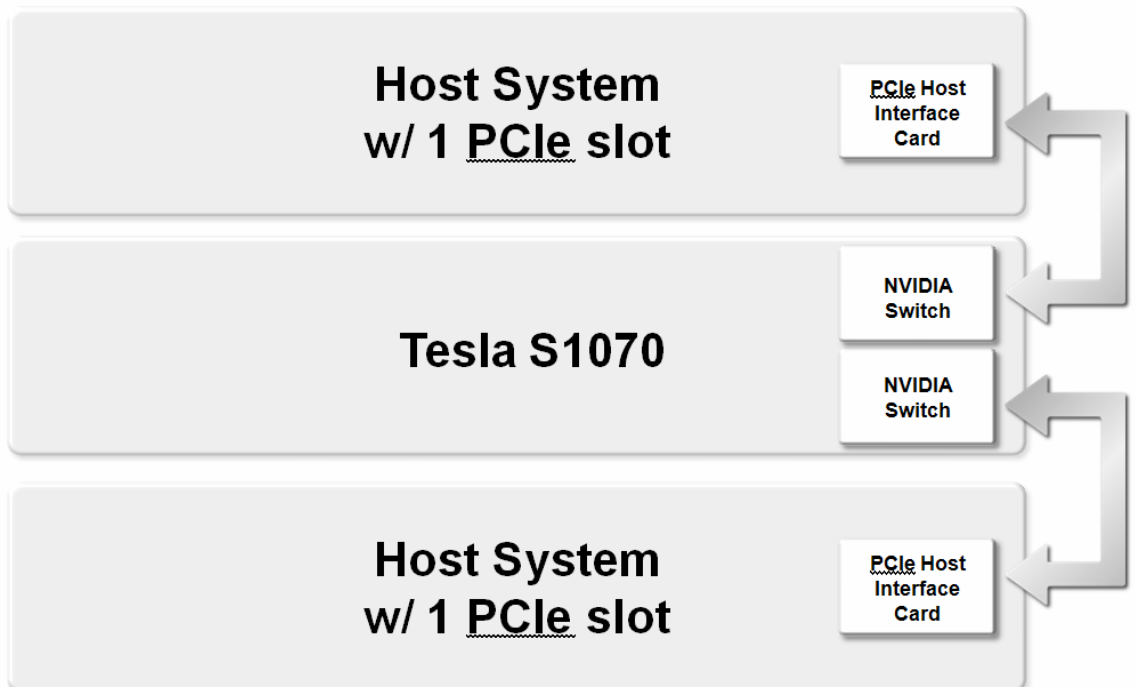 Host System
w/ 1 PCIe slot
PCIe Host
Interface
Card
NVIDIA
Switch
Tesla S1070
NVIDIA
Switch
Host System
w/ 1 PCIe slot
PCIe Host
Interface
Card